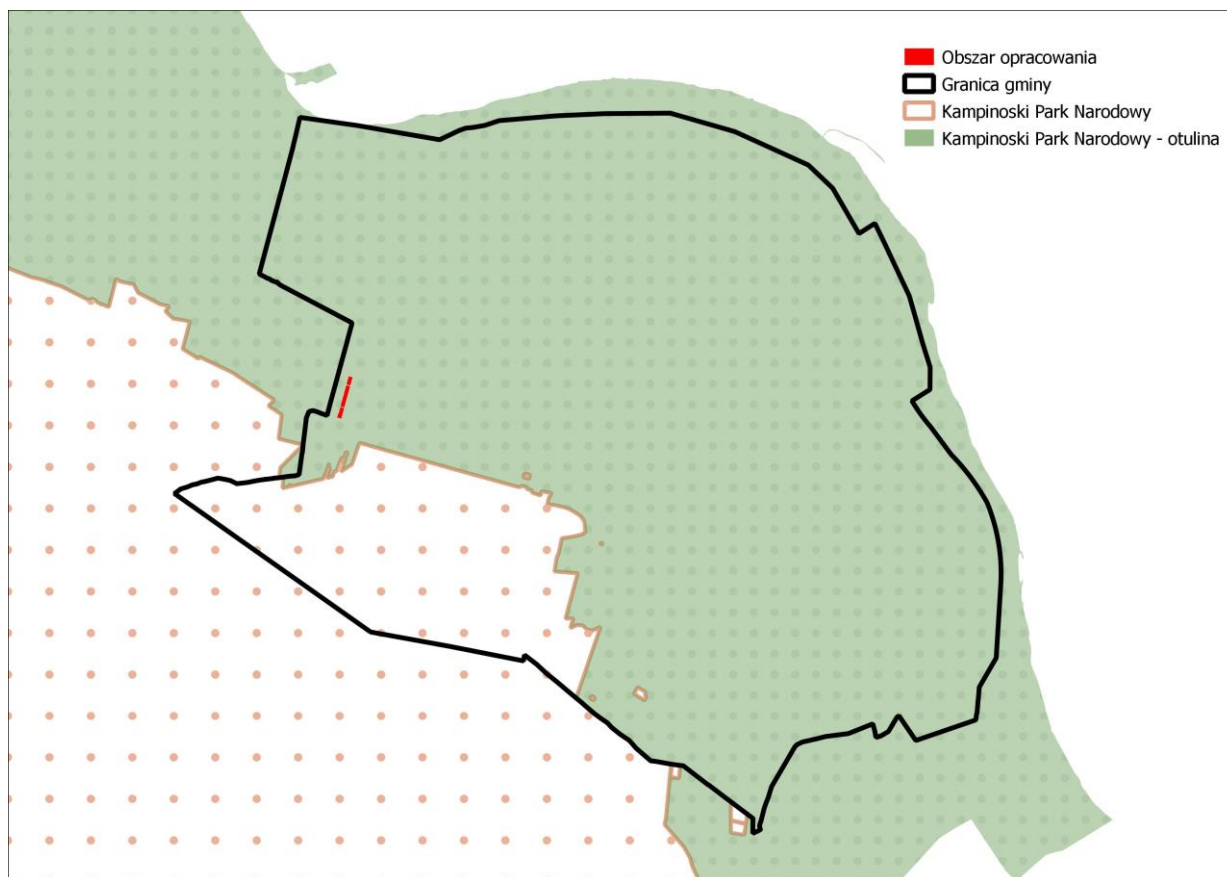 Obszar opracowania
Granica gminy
Kampinoski Park Narodowy
Kampinoski Park Narodowy - otulina